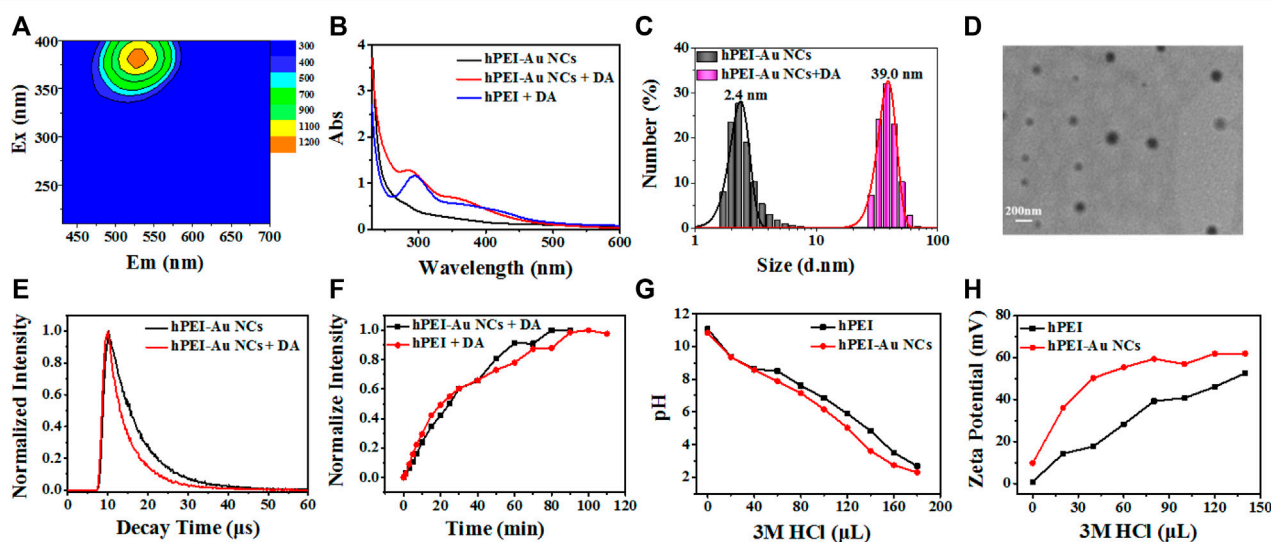 A
Ex (nm)
400
350
300
250
450 500 550 600 650 700
Em (nm)
300
400
500
700
900
1100
1200
B
Abs
4
3
2
1
0
300 400 500 600
Wavelength (nm)
hPEI-Au NCs
hPEI-Au NCs + DA
hPEI + DA
C
Number (%)
40
30
20
10
0
1 10 100
Size (d.nm)
hPEI-Au NCs
hPEI-Au NCs+DA
2.4 nm
39.0 nm
D
200nm
E
Normalized Intensity
1.0
0.8
0.6
0.4
0.2
0.0
0 10 20 30 40 50 60
Decay Time (μs)
hPEI-Au NCs
hPEI-Au NCs + DA
F
Normalize Intensity
1.0
0.8
0.6
0.4
0.2
0.0
0 20 40 60 80 100 120
Time (min)
hPEI-Au NCs + DA
hPEI + DA
G
pH
12
10
8
6
4
2
0 40 80 120 160 200
3M HCl (μL)
hPEI
hPEI-Au NCs
H
Zeta Potential (mV)
80
60
40
20
0
0 30 60 90 120 150
3M HCl (μL)
hPEI
hPEI-Au NCs